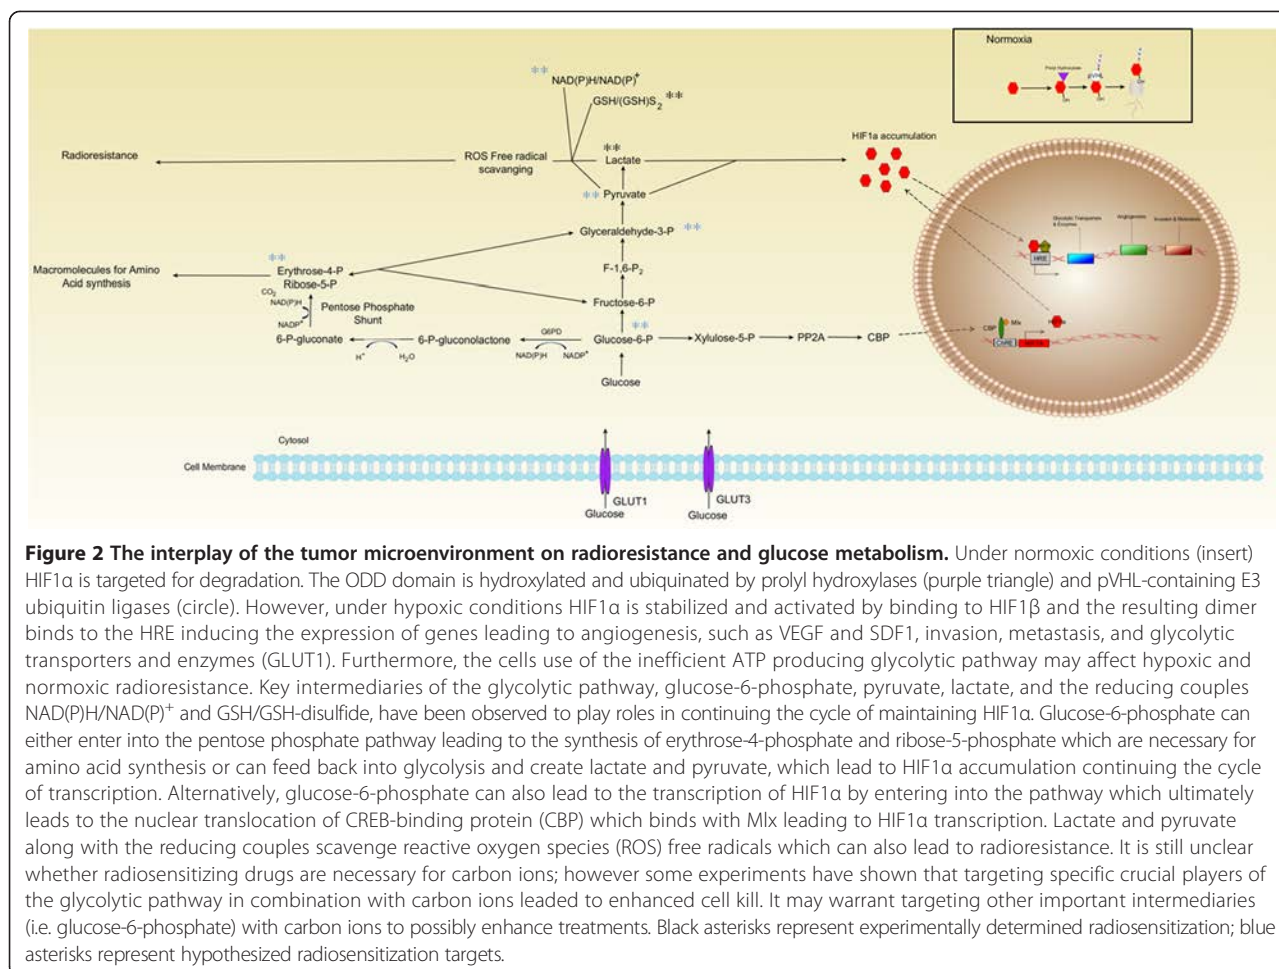 Normoxia
Prolyl Hydroxylase
pVHL
OH
OH
OH
** NAD(P)H/NAD(P)+
GSH/(GSH)S2 **
HIF1a accumulation
**
Radioresistance
ROS Free radical
scavanging
Lactate
** Pyruvate
Glyceraldehyde-3-P **
Glycolytic Transporters
& Enzymes
Angiogenesis
Invasion & Metastasis
HRE
**
Macromolecules for Amino
Acid synthesis
Erythrose-4-P
Ribose-5-P
F-1,6-P2
CO2
NAD(P)H
NADP+
Pentose Phosphate
Shunt
Fructose-6-P
**
6-P-gluconate
6-P-gluconolactone
G6PD
Glucose-6-P
Xylulose-5-P
PP2A
CBP
CBP
Mlx
ChRE
H+
H2O
NAD(P)H
NADP+
Glucose
Cytosol
Cell Membrane
GLUT1
GLUT3
Glucose
Glucose
Figure 2 The interplay of the tumor microenvironment on radioresistance and glucose metabolism. Under normoxic conditions (insert)
HIF1α is targeted for degradation. The ODD domain is hydroxylated and ubiquinated by prolyl hydroxylases (purple triangle) and pVHL-containing E3
ubiquitin ligases (circle). However, under hypoxic conditions HIF1α is stabilized and activated by binding to HIF1β and the resulting dimer
binds to the HRE inducing the expression of genes leading to angiogenesis, such as VEGF and SDF1, invasion, metastasis, and glycolytic
transporters and enzymes (GLUT1). Furthermore, the cells use of the inefficient ATP producing glycolytic pathway may affect hypoxic and
normoxic radioresistance. Key intermediaries of the glycolytic pathway, glucose-6-phosphate, pyruvate, lactate, and the reducing couples
NAD(P)H/NAD(P)+ and GSH/GSH-disulfide, have been observed to play roles in continuing the cycle of maintaining HIF1α. Glucose-6-phosphate can
either enter into the pentose phosphate pathway leading to the synthesis of erythrose-4-phosphate and ribose-5-phosphate which are necessary for
amino acid synthesis or can feed back into glycolysis and create lactate and pyruvate, which lead to HIF1α accumulation continuing the cycle
of transcription. Alternatively, glucose-6-phosphate can also lead to the transcription of HIF1α by entering into the pathway which ultimately
leads to the nuclear translocation of CREB-binding protein (CBP) which binds with Mlx leading to HIF1α transcription. Lactate and pyruvate
along with the reducing couples scavenge reactive oxygen species (ROS) free radicals which can also lead to radioresistance. It is still unclear
whether radiosensitizing drugs are necessary for carbon ions; however some experiments have shown that targeting specific crucial players of
the glycolytic pathway in combination with carbon ions leaded to enhanced cell kill. It may warrant targeting other important intermediaries
(i.e. glucose-6-phosphate) with carbon ions to possibly enhance treatments. Black asterisks represent experimentally determined radiosensitization; blue
asterisks represent hypothesized radiosensitization targets.